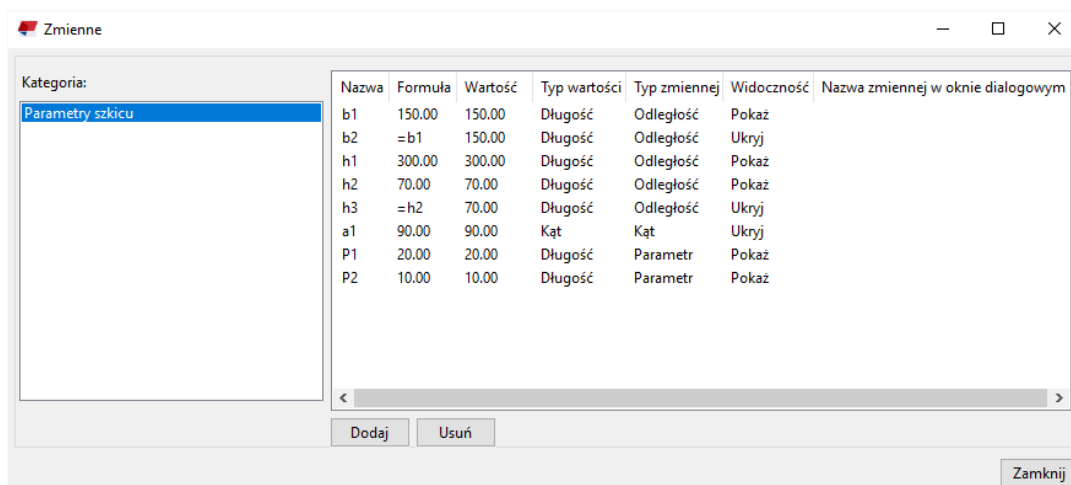 Zmienne
Kategoria:
Parametry szkicu
Nazwa Formuła Wartość Typ wartości Typ zmiennej Widoczność Nazwa zmiennej w oknie dialogowym
b1 150.00 150.00 Długość Odległość Pokaż
b2 =b1 150.00 Długość Odległość Ukryj
h1 300.00 300.00 Długość Odległość Pokaż
h2 70.00 70.00 Długość Odległość Pokaż
h3 =h2 70.00 Długość Odległość Ukryj
a1 90.00 90.00 Kąt Kąt Ukryj
P1 20.00 20.00 Długość Parametr Pokaż
P2 10.00 10.00 Długość Parametr Pokaż
Dodaj Usuń
Zamknij